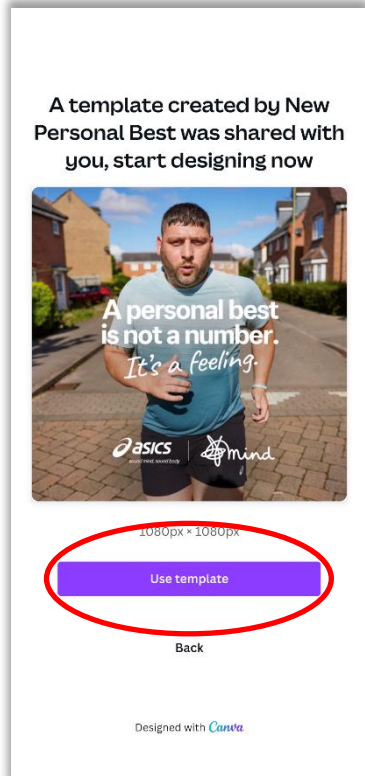 A template created by New
Personal Best was shared with
you, start designing now
A personal best
is not a number.
It's a feeling.
asics
sound mind, sound body
mind
1080px × 1080px
Use template
Back
Designed with Canva